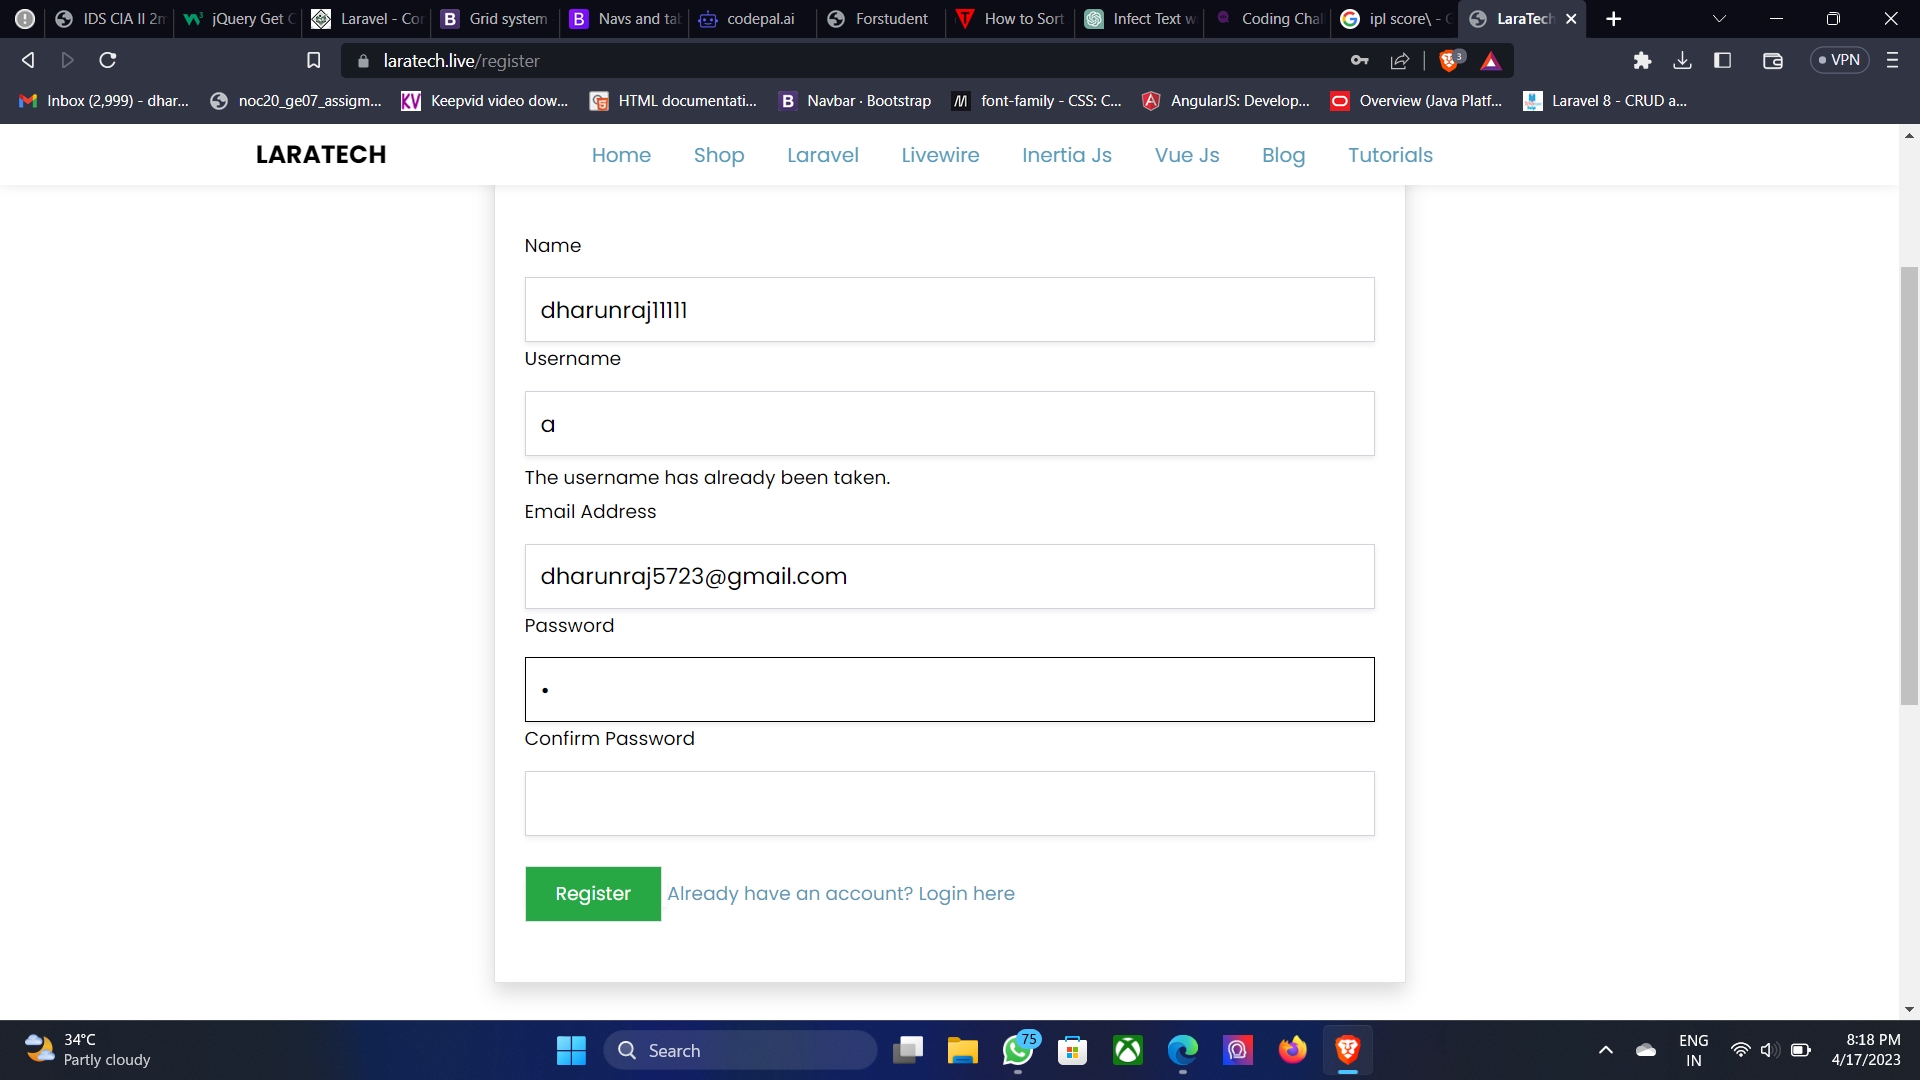 IDS CIA II 2m
jQuery Get C
Laravel - Cor
Grid system
Navs and tab
codepal.ai
Forstudent
How to Sort
Infect Text w
Coding Chal
ipl score\ - G
LaraTech
laratech.live/register
3
VPN
Inbox (2,999) - dhar...
noc20_ge07_assigm...
KV Keepvid video dow...
HTML documentati...
B Navbar · Bootstrap
M font-family - CSS: C...
A AngularJS: Develop...
Overview (Java Platf...
Laravel 8 - CRUD a...
LARATECH
Home
Shop
Laravel
Livewire
Inertia Js
Vue Js
Blog
Tutorials
Name
dharunraj11111
Username
a
The username has already been taken.
Email Address
dharunraj5723@gmail.com
Password
•
Confirm Password
Register
Already have an account? Login here
34°C
Partly cloudy
Search
75
ENG
IN
8:18 PM
4/17/2023